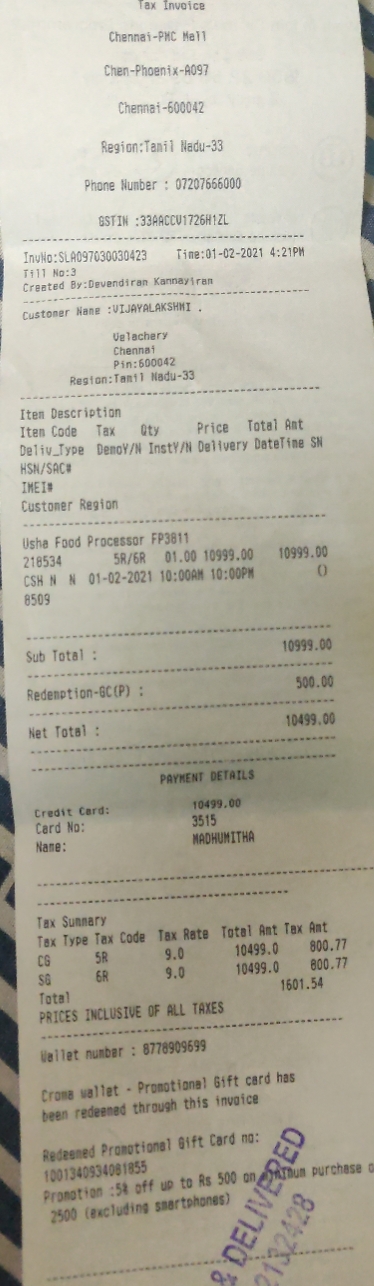 Tax Invoice
Chennai-PMC Mall
Chen-Phoenix-A097
Chennai-600042
Region:Tamil Nadu-33
Phone Number : 07207666000
GSTIN :33AACCV1726H1ZL
InvNo:SLA097030030423 Time:01-02-2021 4:21PM
Till No:3
Created By:Devendiran Kannayiran
Customer Name :VIJAYALAKSHMI .
Velachery
Chennai
Pin:600042
Region:Tamil Nadu-33
Item Description
Item Code Tax Qty Price Total Amt
Deliv_Type DemoY/N InstY/N Delivery DateTime SN
HSN/SAC#
IMEI#
Customer Region
Usha Food Processor FP3811
218534 5R/6R 01.00 10999.00 10999.00
CSH N N 01-02-2021 10:00AM 10:00PM ()
8509
Sub Total : 10999.00
Redemption-GC(P) : 500.00
Net Total : 10499.00
PAYMENT DETAILS
Credit Card: 10499.00
Card No: 3515
Name: MADHUMITHA
Tax Summary
Tax Type Tax Code Tax Rate Total Amt Tax Amt
CG 5R 9.0 10499.0 800.77
SG 6R 9.0 10499.0 800.77
Total 1601.54
PRICES INCLUSIVE OF ALL TAXES
Wallet number : 8778909699
Croma wallet - Promotional Gift card has
been redeemed through this invoice
Redeemed Promotional Gift Card no:
1001340934081855
Promotion :5% off up to Rs 500 on minimum purchase o
2500 (excluding smartphones)
& DELIVERED
2132428